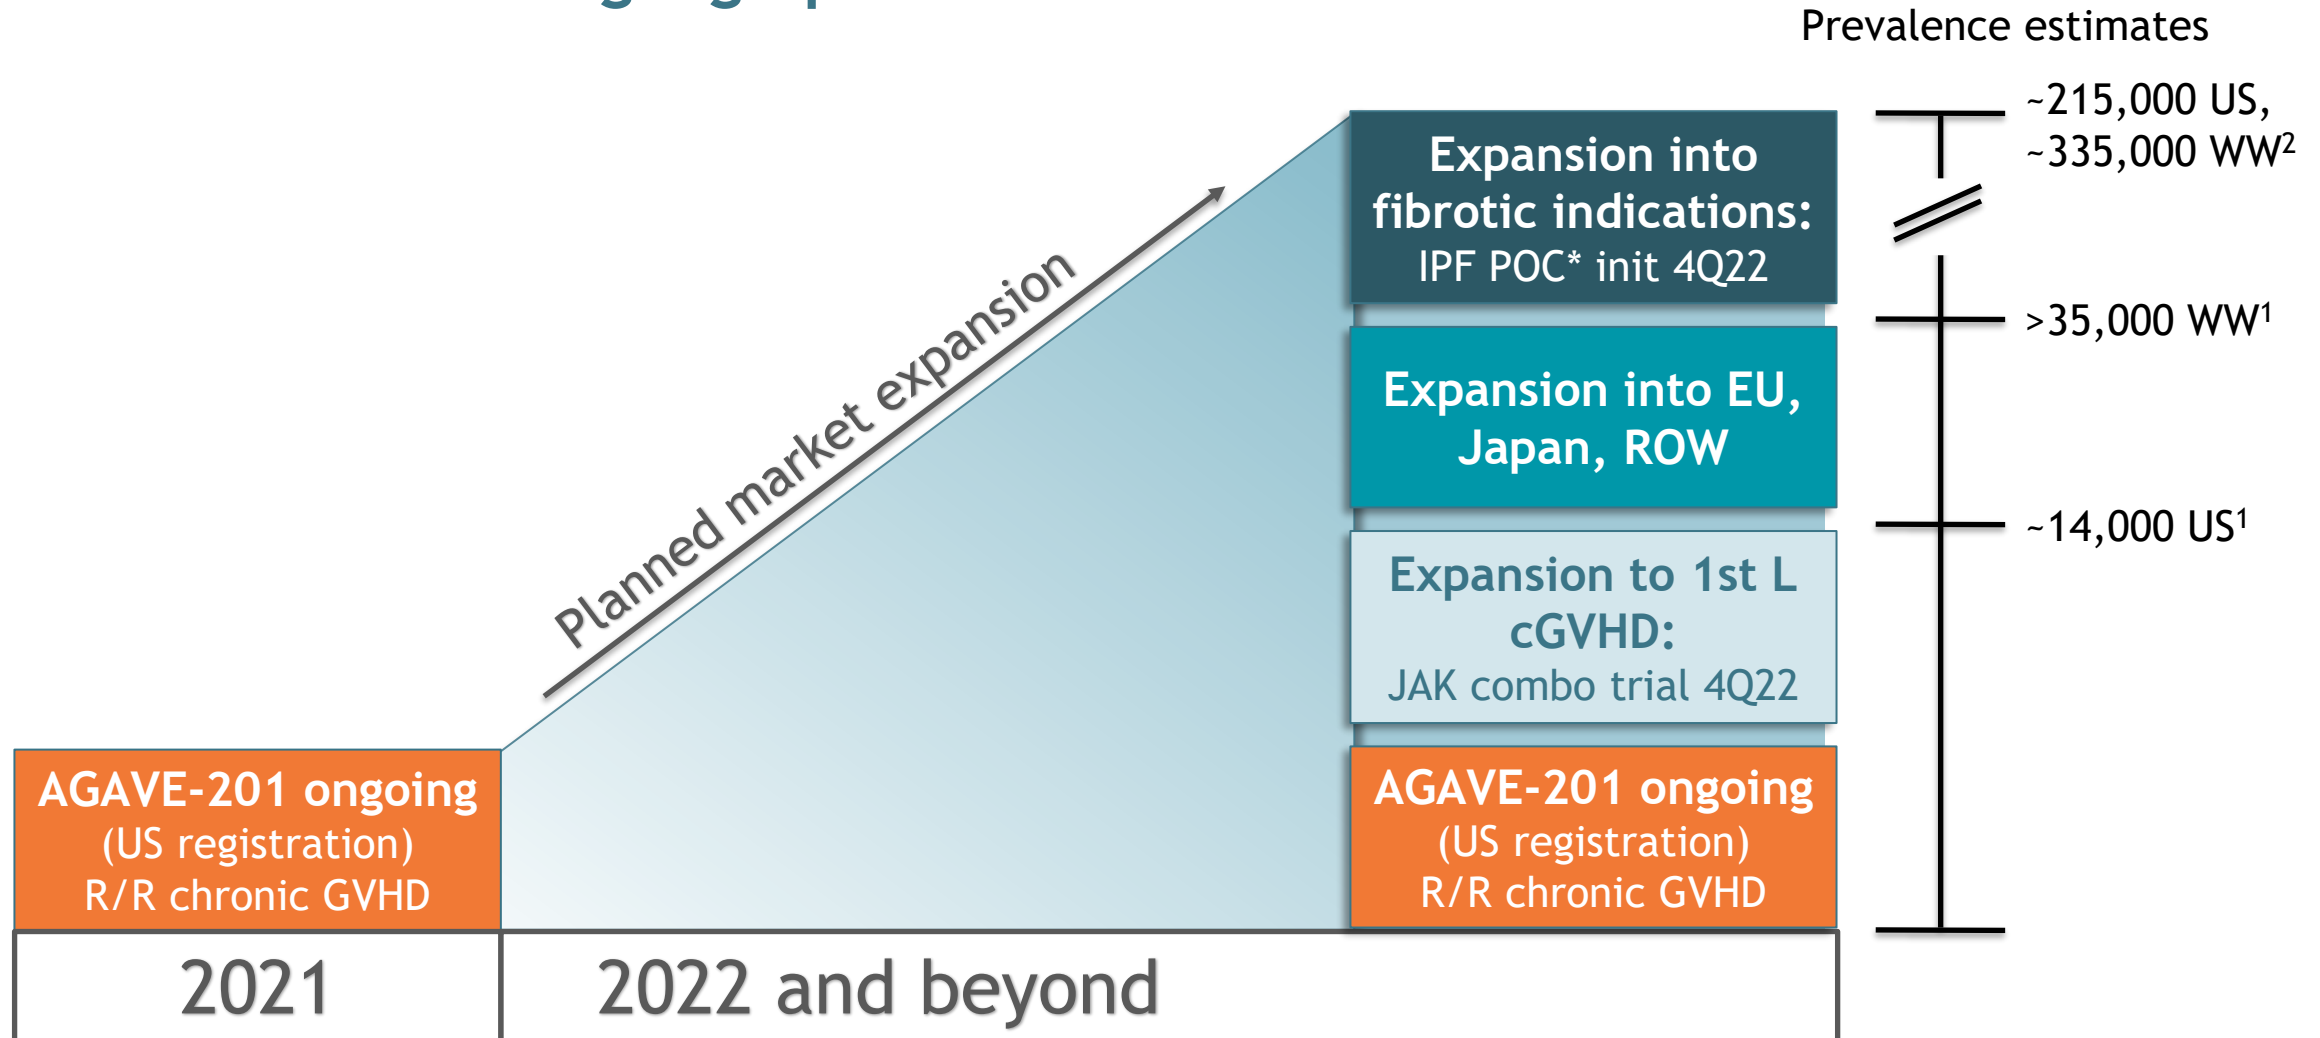 Prevalence estimates
~215,000 US,
~335,000 WW²
Expansion into
fibrotic indications:
IPF POC* init 4Q22
>35,000 WW¹
Planned market expansion
Expansion into EU,
Japan, ROW
~14,000 US¹
Expansion to 1st L
cGVHD:
JAK combo trial 4Q22
AGAVE-201 ongoing
(US registration)
R/R chronic GVHD
AGAVE-201 ongoing
(US registration)
R/R chronic GVHD
2021
2022 and beyond